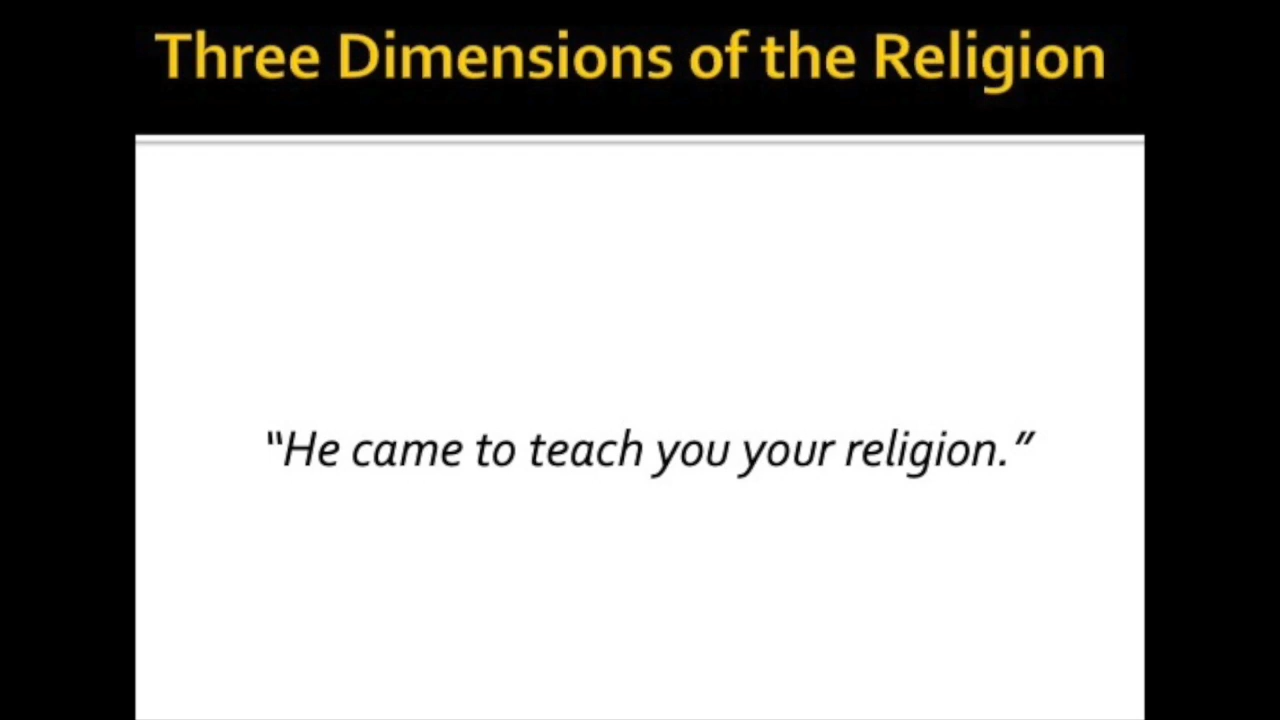 Three Dimensions of the Religion
“He came to teach you your religion.”